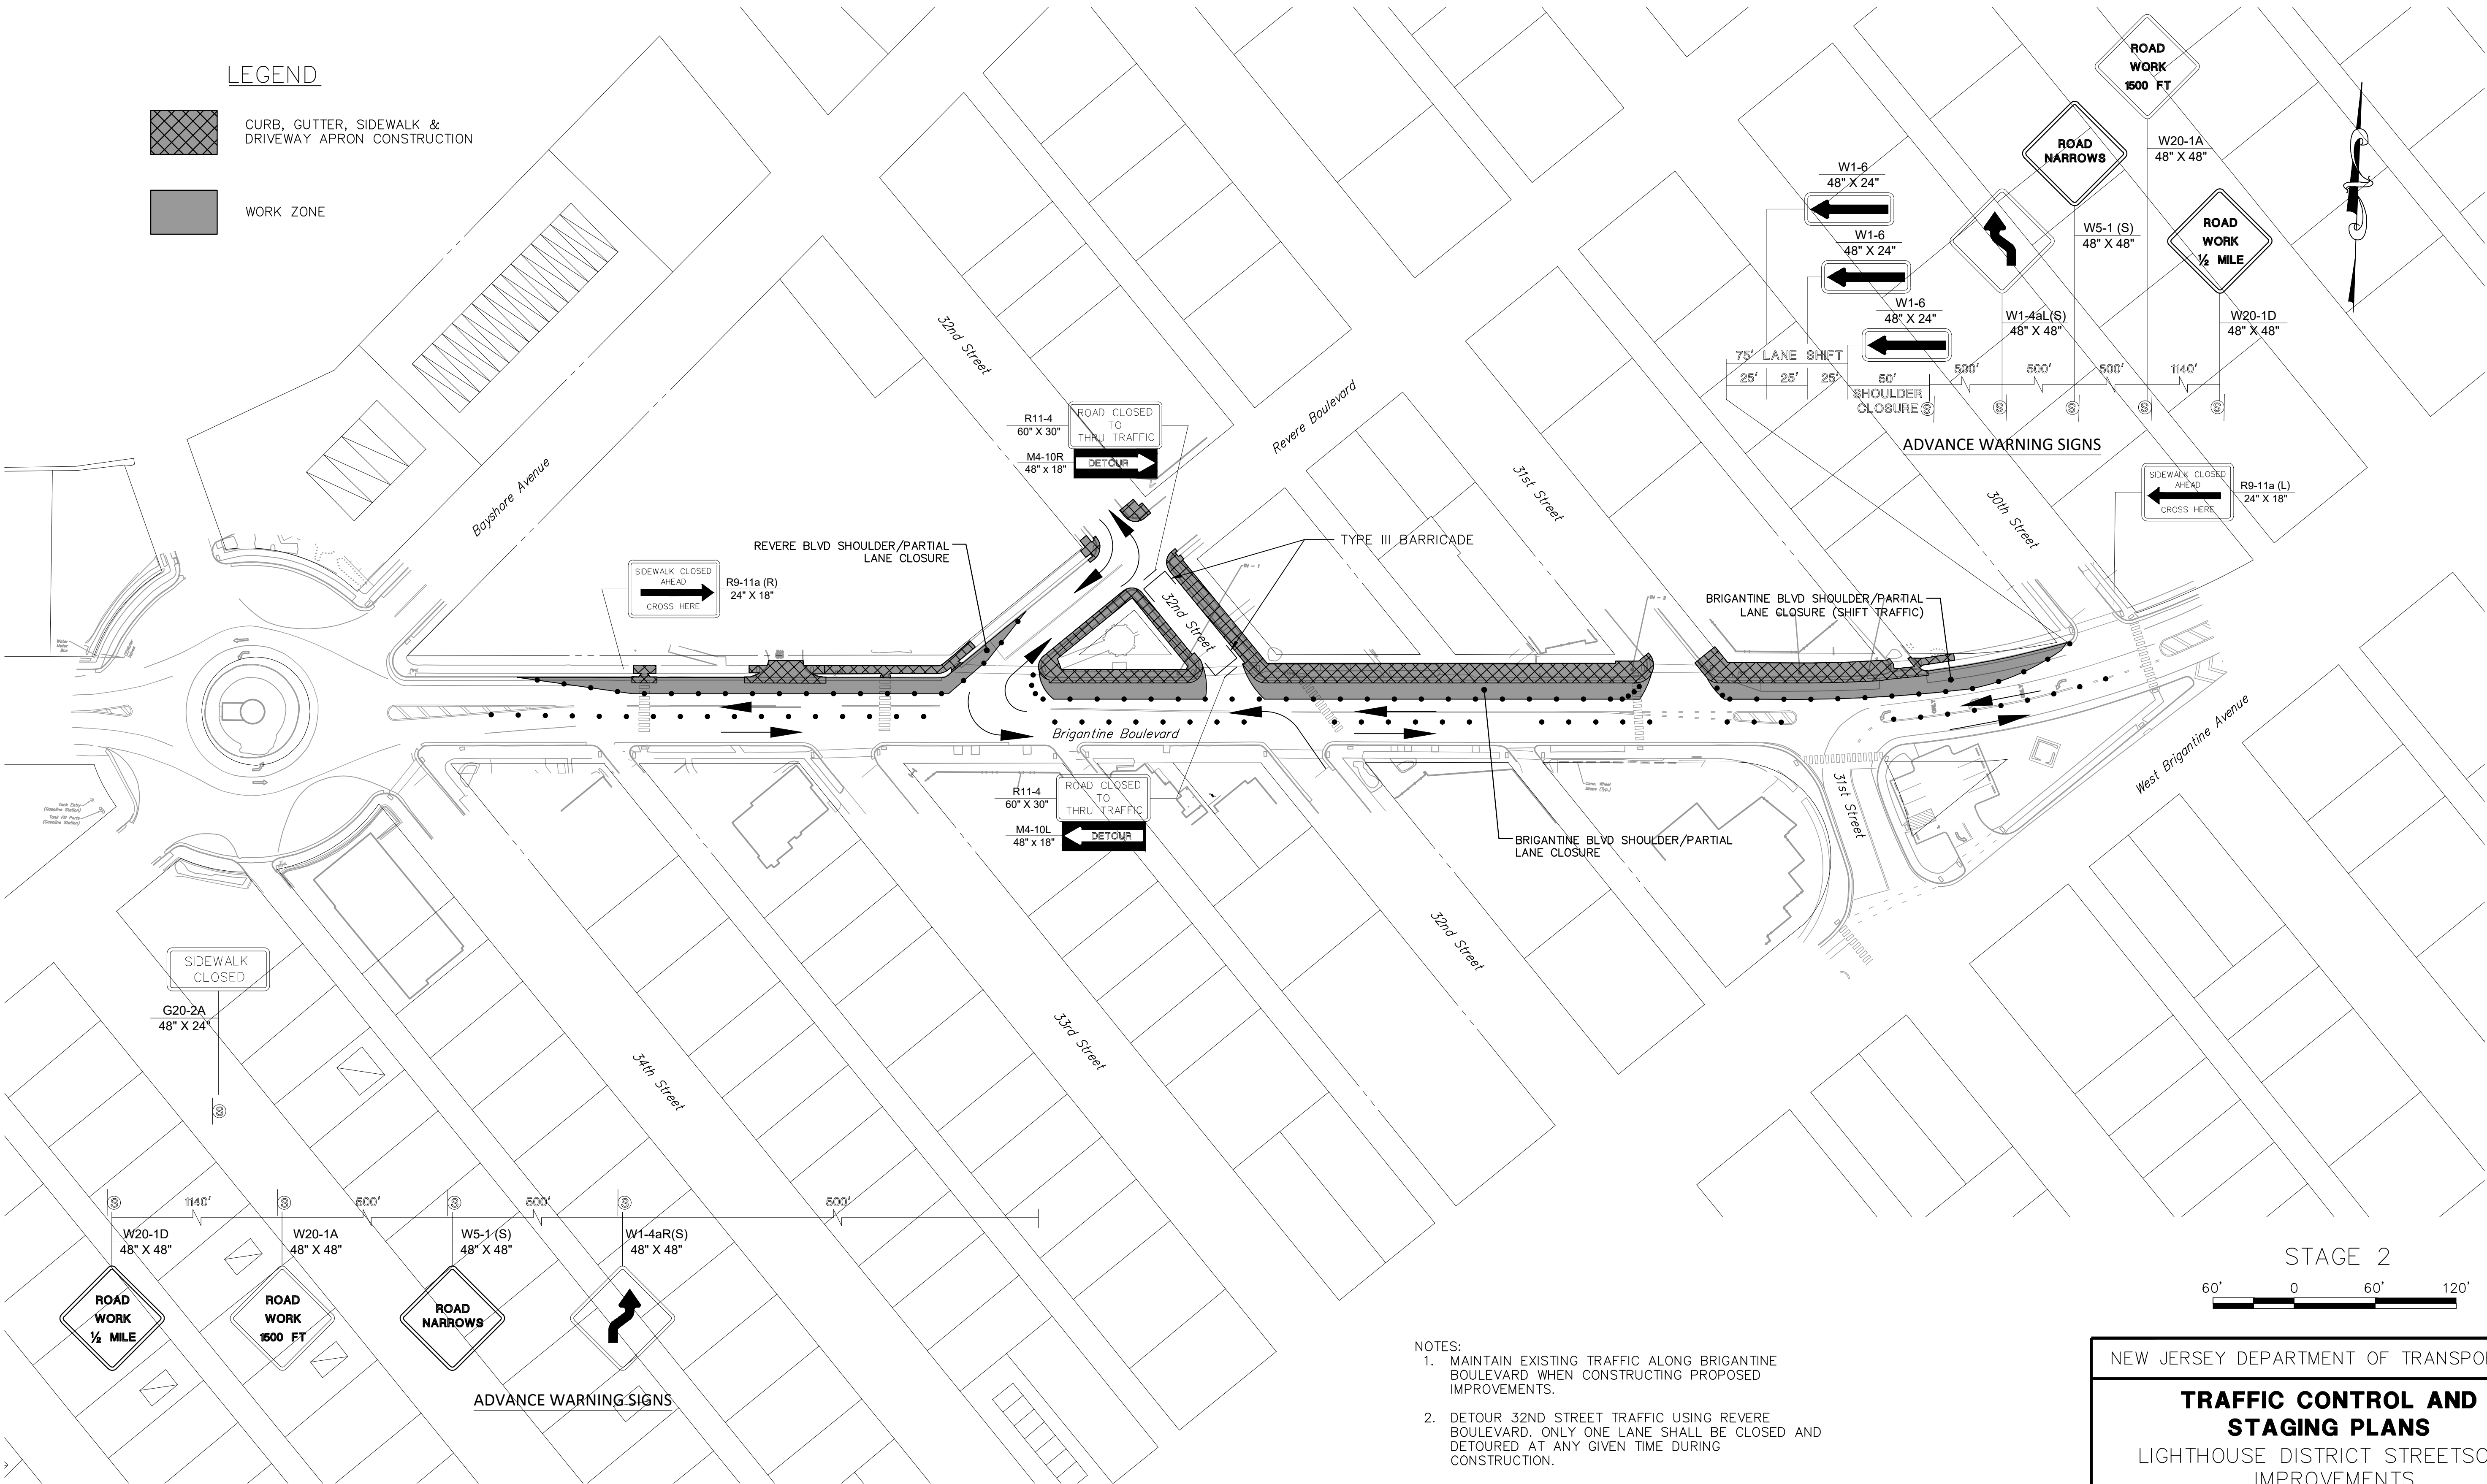 LEGEND
CURB, GUTTER, SIDEWALK &
DRIVEWAY APRON CONSTRUCTION
WORK ZONE
ROAD
WORK
1500 FT
W20-1A
48" X 48"
ROAD
NARROWS
W5-1 (S)
48" X 48"
ROAD
WORK
½ MILE
W20-1D
48" X 48"
W1-6
48" X 24"
W1-6
48" X 24"
W1-6
48" X 24"
W1-4aL(S)
48" X 48"
75' LANE SHIFT
25' 25' 25'
50'
SHOULDER
CLOSURE
500' 500' 500' 1140'
S S S S S
ADVANCE WARNING SIGNS
SIDEWALK CLOSED
AHEAD
CROSS HERE
R9-11a (L)
24" X 18"
32nd Street
Revere Boulevard
31st Street
30th Street
Bayshore Avenue
R11-4
60" X 30"
ROAD CLOSED
TO
THRU TRAFFIC
M4-10R
48" x 18"
DETOUR
REVERE BLVD SHOULDER/PARTIAL
LANE CLOSURE
TYPE III BARRICADE
SIDEWALK CLOSED
AHEAD
CROSS HERE
R9-11a (R)
24" X 18"
32nd Street
BRIGANTINE BLVD SHOULDER/PARTIAL
LANE CLOSURE (SHIFT TRAFFIC)
ONLY
Brigantine Boulevard
West Brigantine Avenue
R11-4
60" X 30"
ROAD CLOSED
TO
THRU TRAFFIC
M4-10L
48" x 18"
DETOUR
BRIGANTINE BLVD SHOULDER/PARTIAL
LANE CLOSURE
31st Street
Tank Entry
(Gasoline Station)
Tank Fill Ports
(Gasoline Station)
32nd Street
33rd Street
34th Street
SIDEWALK
CLOSED
G20-2A
48" X 24"
S
S S S S
1140' 500' 500' 500'
W20-1D
48" X 48"
W20-1A
48" X 48"
W5-1 (S)
48" X 48"
W1-4aR(S)
48" X 48"
ROAD
WORK
½ MILE
ROAD
WORK
1500 FT
ROAD
NARROWS
ADVANCE WARNING SIGNS
NOTES:
1. MAINTAIN EXISTING TRAFFIC ALONG BRIGANTINE
BOULEVARD WHEN CONSTRUCTING PROPOSED
IMPROVEMENTS.
2. DETOUR 32ND STREET TRAFFIC USING REVERE
BOULEVARD. ONLY ONE LANE SHALL BE CLOSED AND
DETOURED AT ANY GIVEN TIME DURING
CONSTRUCTION.
STAGE 2
60' 0 60' 120'
NEW JERSEY DEPARTMENT OF TRANSPO
TRAFFIC CONTROL AND
STAGING PLANS
LIGHTHOUSE DISTRICT STREETSC
IMPROVEMENTS